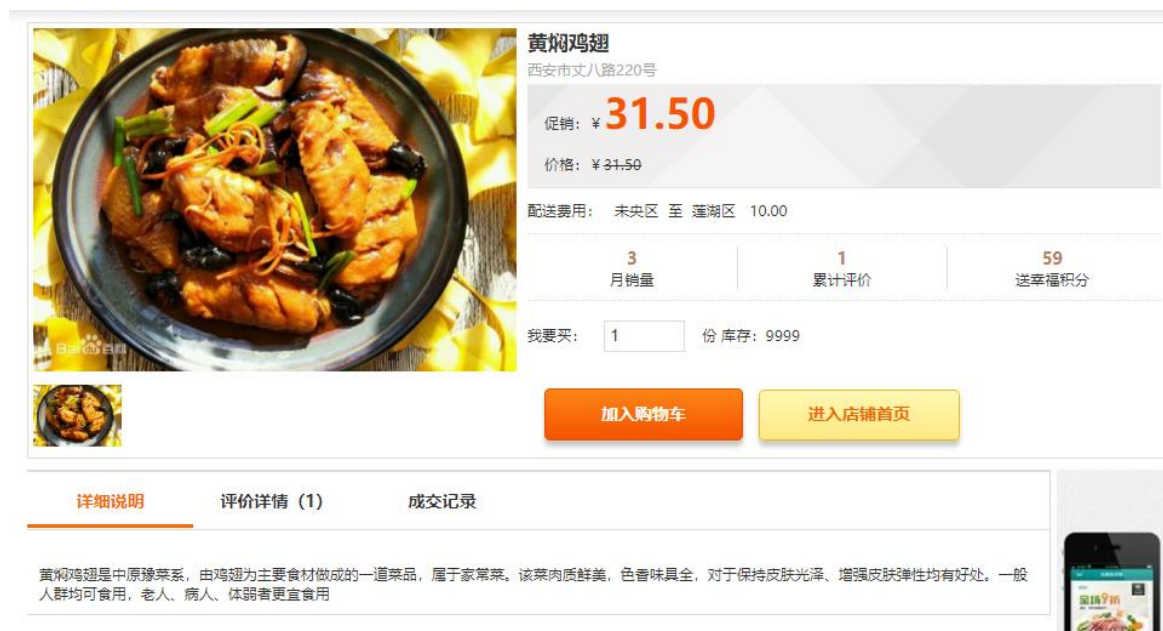 黄焖鸡翅
西安市丈八路220号
促销：¥ 31.50
价格：¥ 31.50
配送费用： 未央区 至 莲湖区 10.00
3 1 59
月销量 累计评价 送幸福积分
我要买： 1 份 库存：9999
Bai 百科
加入购物车 进入店铺首页
详细说明 评价详情（1） 成交记录
黄焖鸡翅是中原豫菜系，由鸡翅为主要食材做成的一道菜品，属于家常菜。该菜肉质鲜美，色香味具全，对于保持皮肤光泽、增强皮肤弹性均有好处。一般
人群均可食用，老人、病人、体弱者更宜食用
全场9折